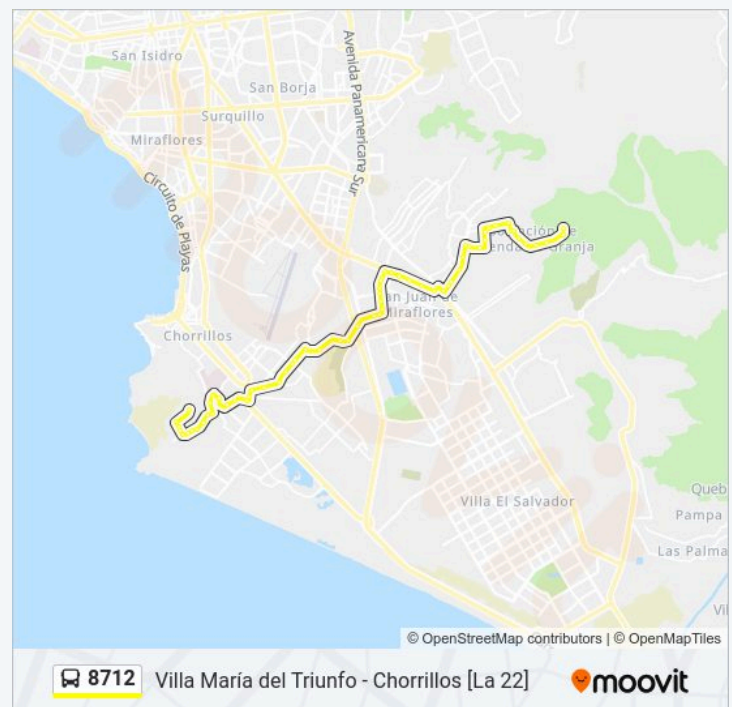 San Isidro
Avenida Panamericana Sur
San Borja
Surquillo
Miraflores
Circuito de Playas
Chorrillos
San Juan de
Miraflores
Villa El Salvador
Queb
Pampa
Las Palma
© OpenStreetMap contributors | © OpenMapTiles
8712 Villa María del Triunfo - Chorrillos [La 22] moovit